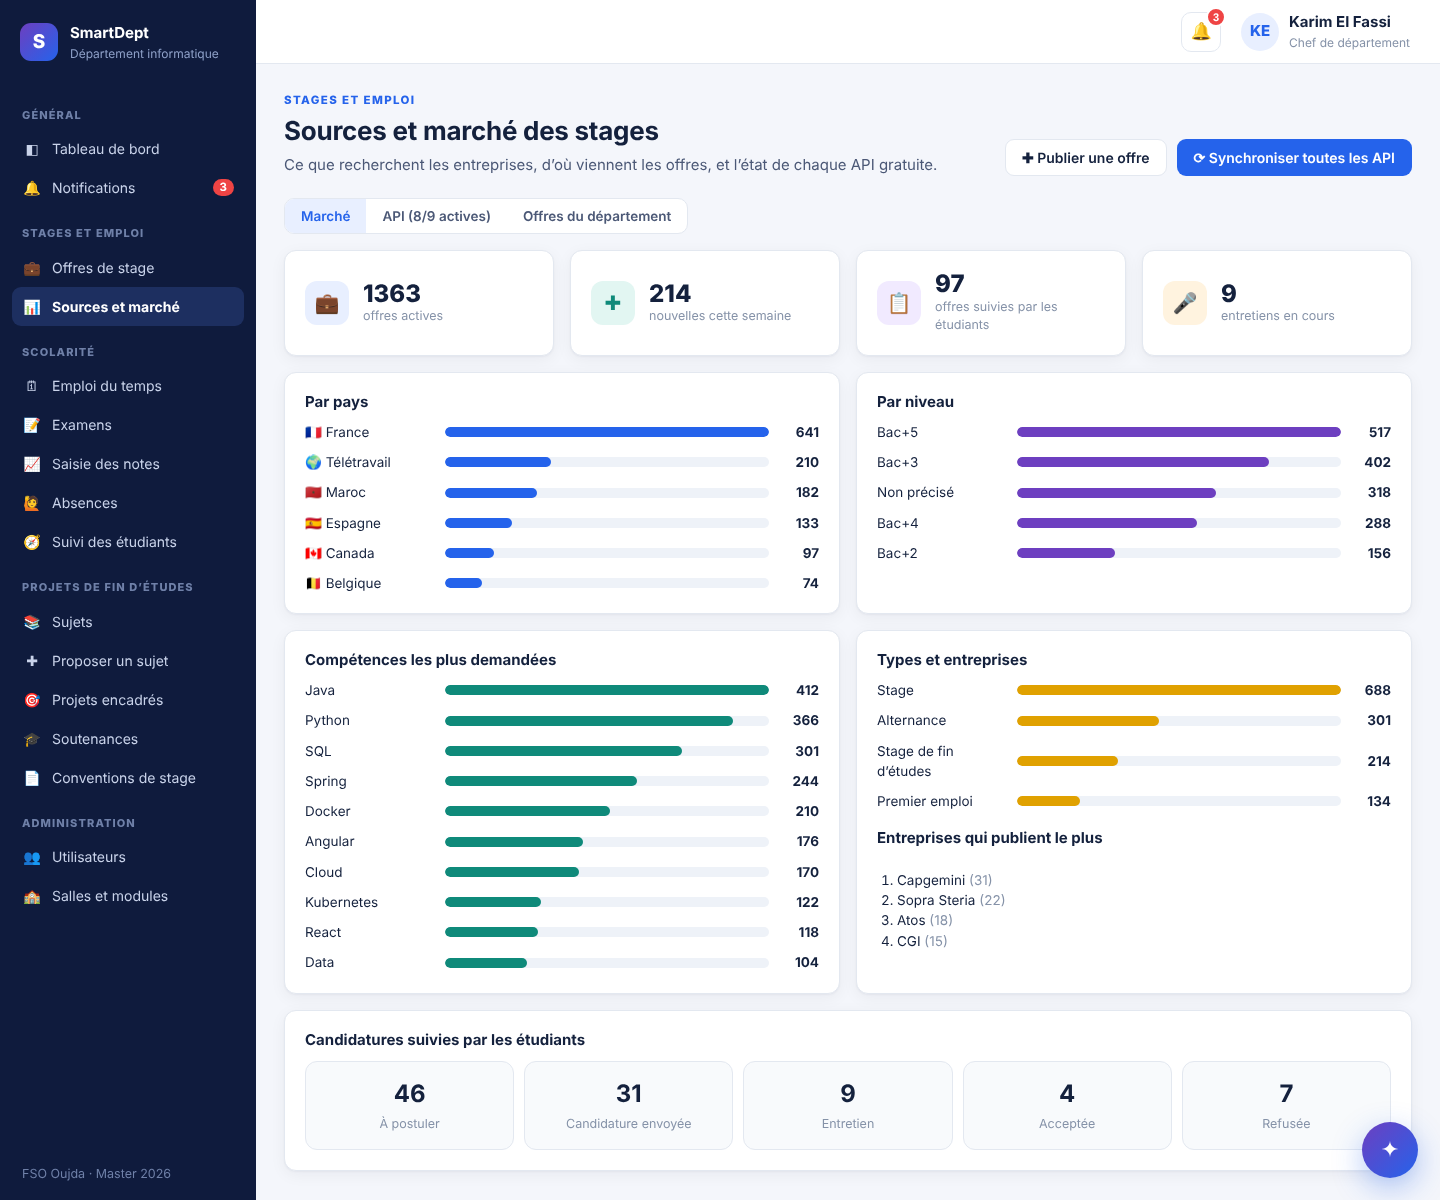 S
SmartDept
Département informatique
GÉNÉRAL
Tableau de bord
Notifications 3
STAGES ET EMPLOI
Offres de stage
Sources et marché
SCOLARITÉ
Emploi du temps
Examens
Saisie des notes
Absences
Suivi des étudiants
PROJETS DE FIN D’ÉTUDES
Sujets
Proposer un sujet
Projets encadrés
Soutenances
Conventions de stage
ADMINISTRATION
Utilisateurs
Salles et modules
FSO Oujda · Master 2026
3
KE
Karim El Fassi
Chef de département
STAGES ET EMPLOI
Sources et marché des stages
Ce que recherchent les entreprises, d’où viennent les offres, et l’état de chaque API gratuite.
✚ Publier une offre
⟳ Synchroniser toutes les API
Marché
API (8/9 actives)
Offres du département
1363
offres actives
214
nouvelles cette semaine
97
offres suivies par les
étudiants
9
entretiens en cours
Par pays
France 641
Télétravail 210
Maroc 182
Espagne 133
Canada 97
Belgique 74
Par niveau
Bac+5 517
Bac+3 402
Non précisé 318
Bac+4 288
Bac+2 156
Compétences les plus demandées
Java 412
Python 366
SQL 301
Spring 244
Docker 210
Angular 176
Cloud 170
Kubernetes 122
React 118
Data 104
Types et entreprises
Stage 688
Alternance 301
Stage de fin
d’études 214
Premier emploi 134
Entreprises qui publient le plus
1. Capgemini (31)
2. Sopra Steria (22)
3. Atos (18)
4. CGI (15)
Candidatures suivies par les étudiants
46
À postuler
31
Candidature envoyée
9
Entretien
4
Acceptée
7
Refusée